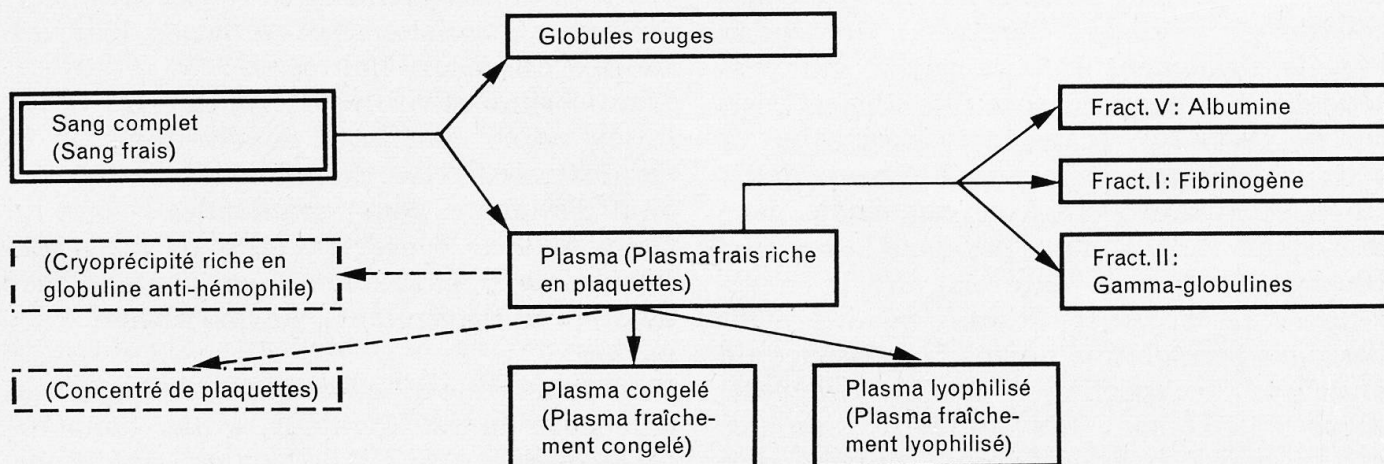 Globules rouges
Sang complet
(Sang frais)
Fract. V: Albumine
Fract. I: Fibrinogène
Fract. II:
Gamma-globulines
Plasma (Plasma frais riche
en plaquettes)
(Cryoprécipité riche en
globuline anti-hémophile)
(Concentré de plaquettes)
Plasma congelé
(Plasma fraîche-
ment congelé)
Plasma lyophilisé
(Plasma fraîche-
ment lyophilisé)